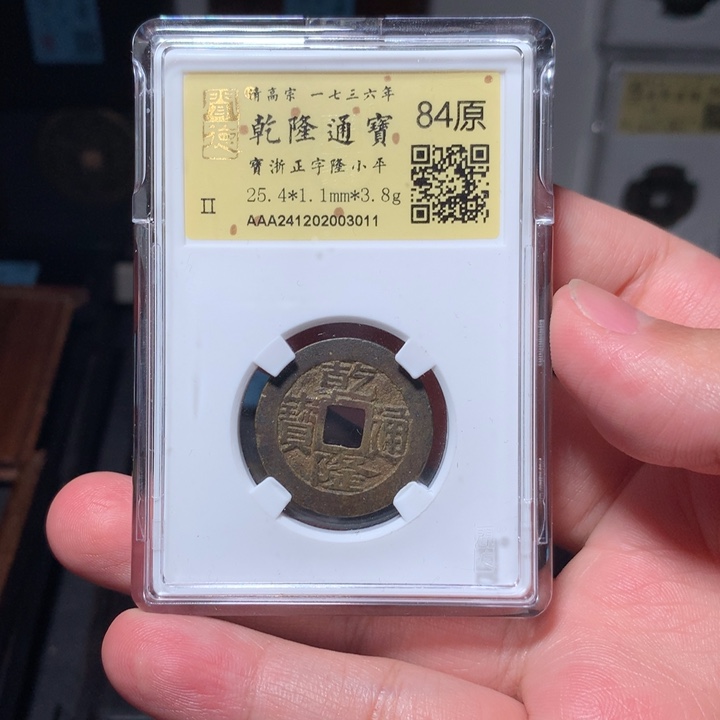 清高宗 一七三六年
乾隆通寶
84原
寶浙正字隆小平
II
25.4*1.1mm*3.8g
AAA241202003011
乾隆通寶